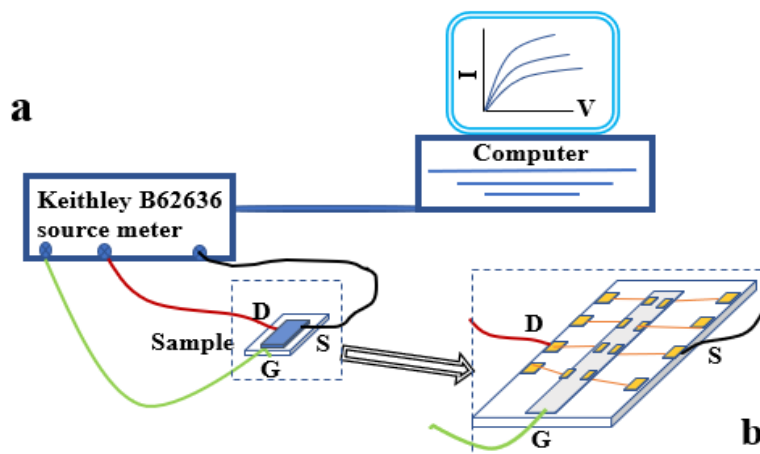 a
I
V
Computer
Keithley B62636
source meter
D
S
Sample
G
D
S
G
b